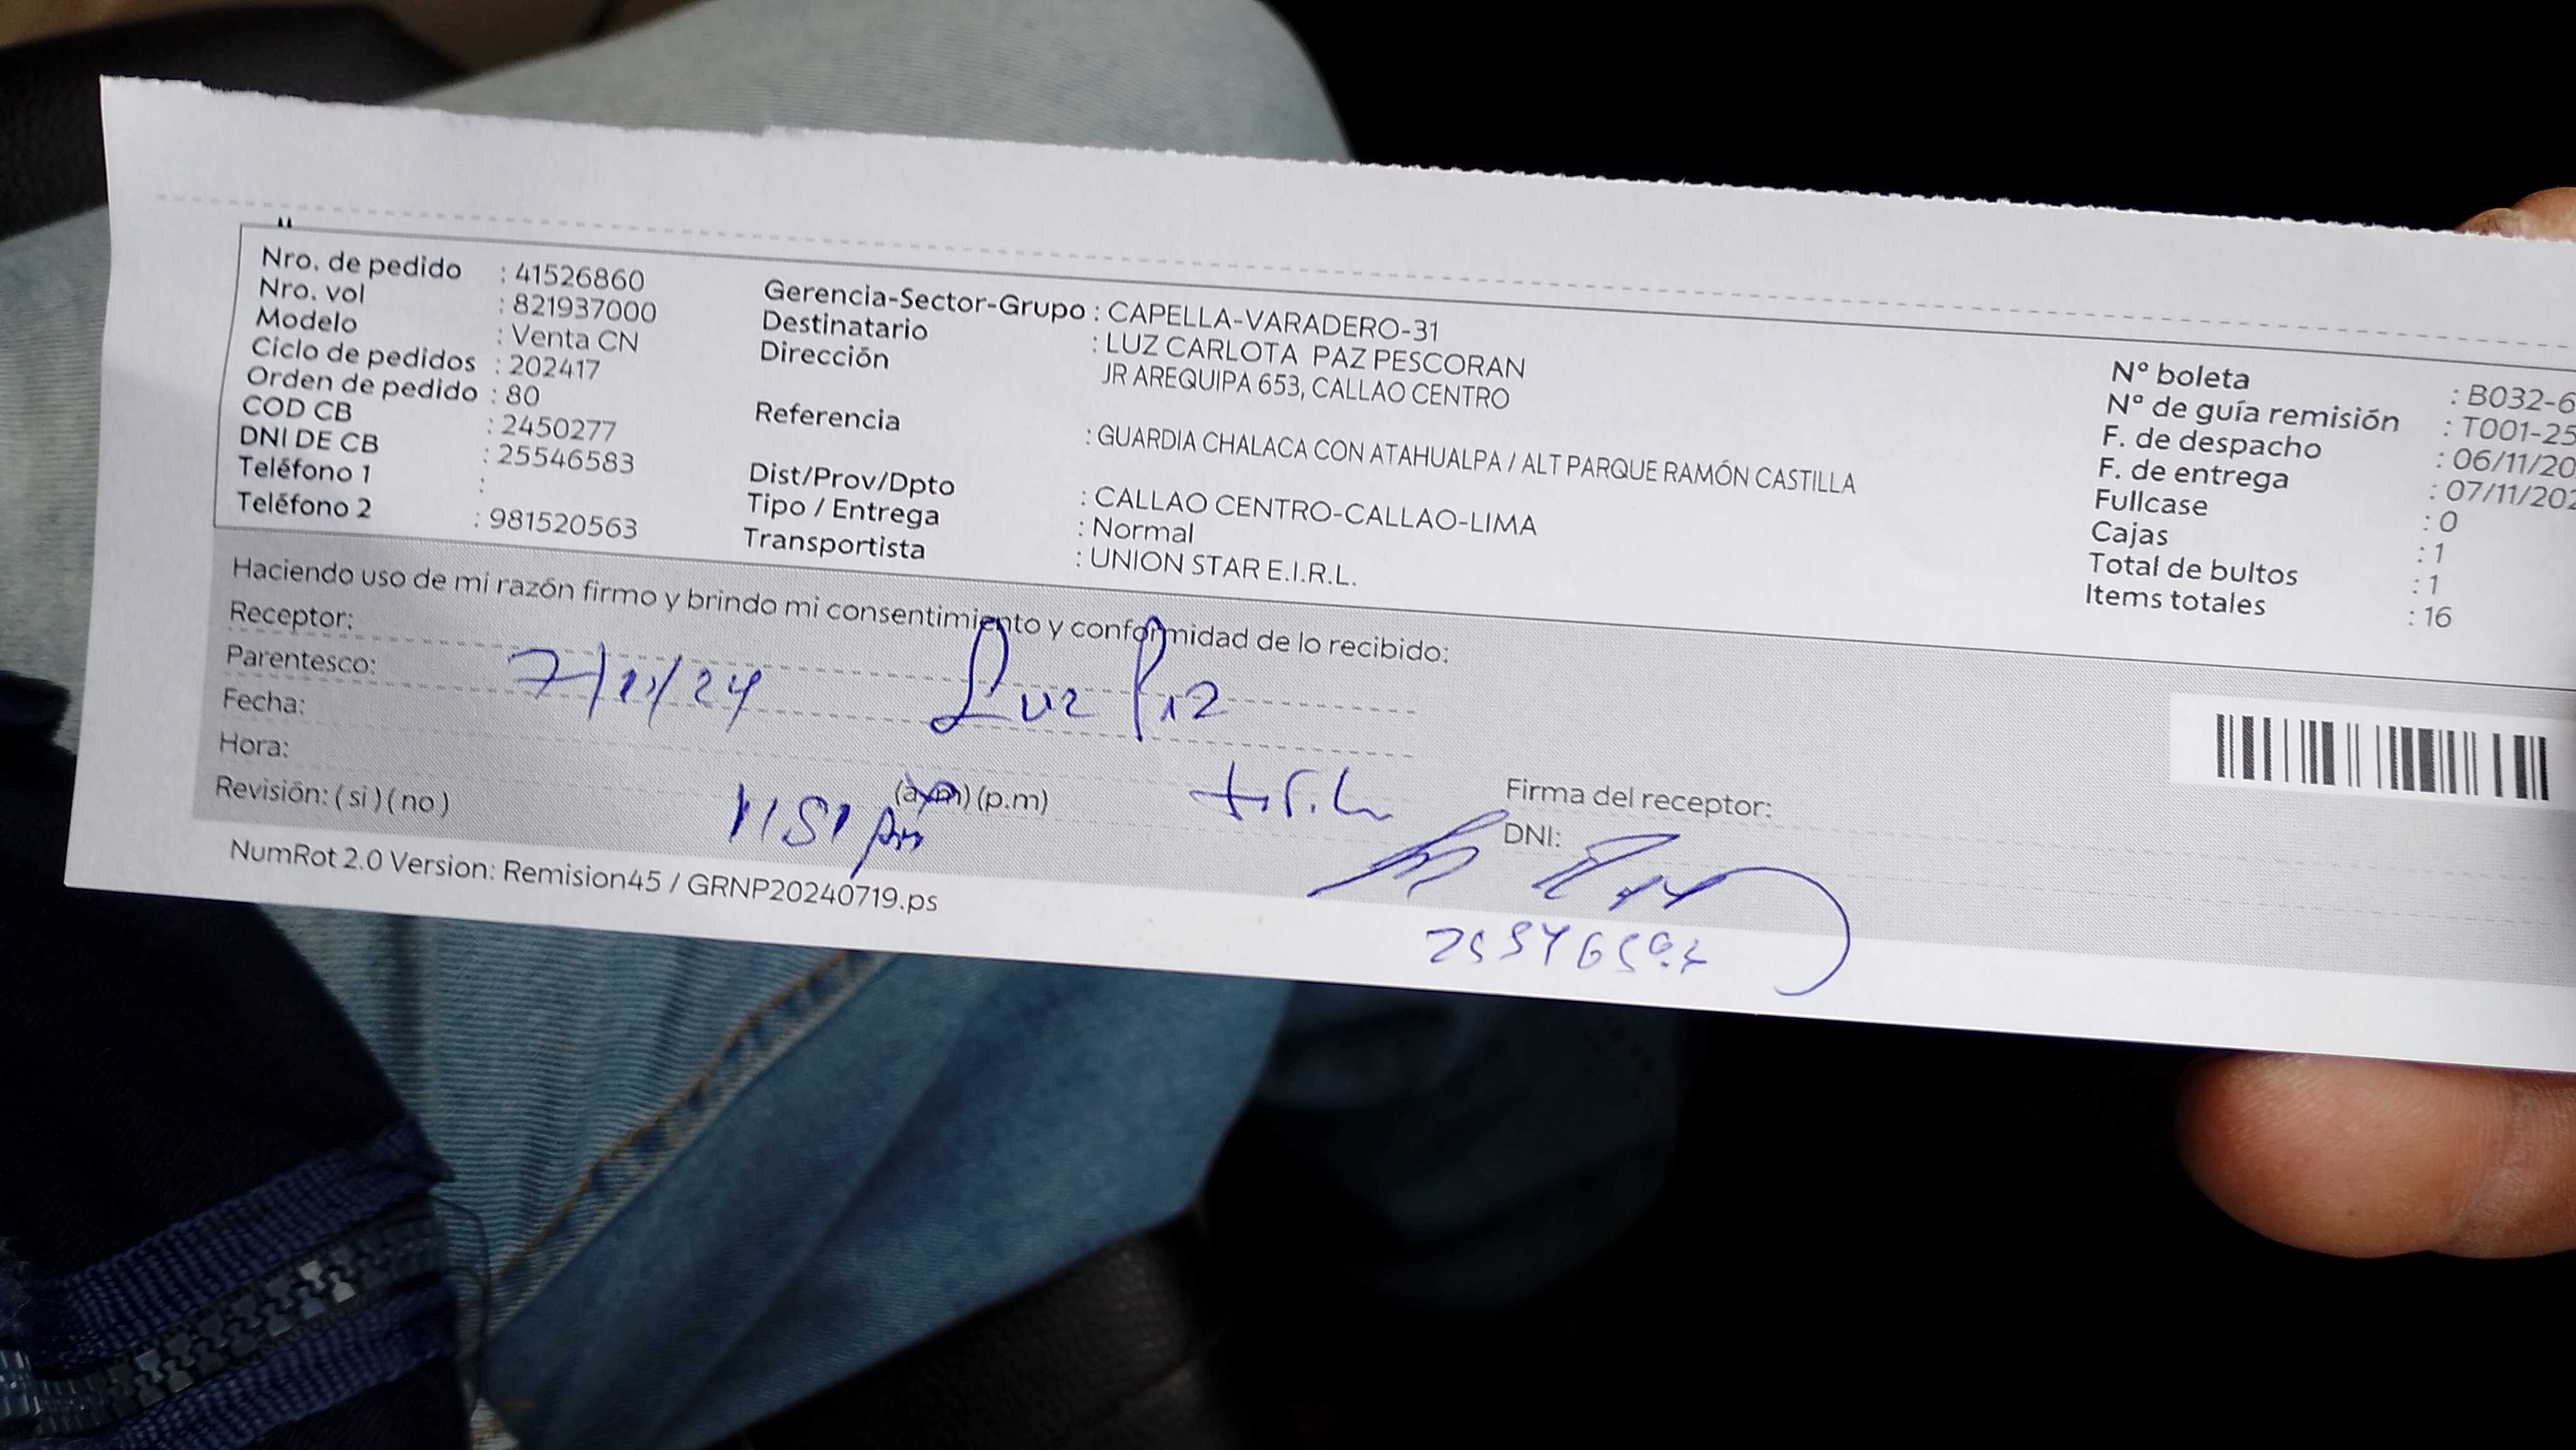 Nro. de pedido : 41526860
Nro. vol : 821937000
Modelo : Venta CN
Ciclo de pedidos : 202417
Orden de pedido : 80
COD CB : 2450277
DNI DE CB : 25546583
Teléfono 1 :
Teléfono 2 : 981520563
Gerencia-Sector-Grupo : CAPELLA-VARADERO-31
Destinatario : LUZ CARLOTA PAZ PESCORAN
Dirección JR AREQUIPA 653, CALLAO CENTRO
Referencia : GUARDIA CHALACA CON ATAHUALPA / ALT PARQUE RAMÓN CASTILLA
Dist/Prov/Dpto : CALLAO CENTRO-CALLAO-LIMA
Tipo / Entrega : Normal
Transportista : UNION STAR E.I.R.L.
N° boleta : B032-6
N° de guía remisión : T001-25
F. de despacho : 06/11/20
F. de entrega : 07/11/202
Fullcase : 0
Cajas : 1
Total de bultos : 1
Items totales : 16
Haciendo uso de mi razón firmo y brindo mi consentimiento y conformidad de lo recibido:
Receptor:
Parentesco: 7/11/24 Luz
Fecha:
Hora: (a.m) (p.m)
Revisión: ( si ) ( no ) 1151 pm
Firma del receptor:
DNI:
NumRot 2.0 Version: Remision45 / GRNP20240719.ps